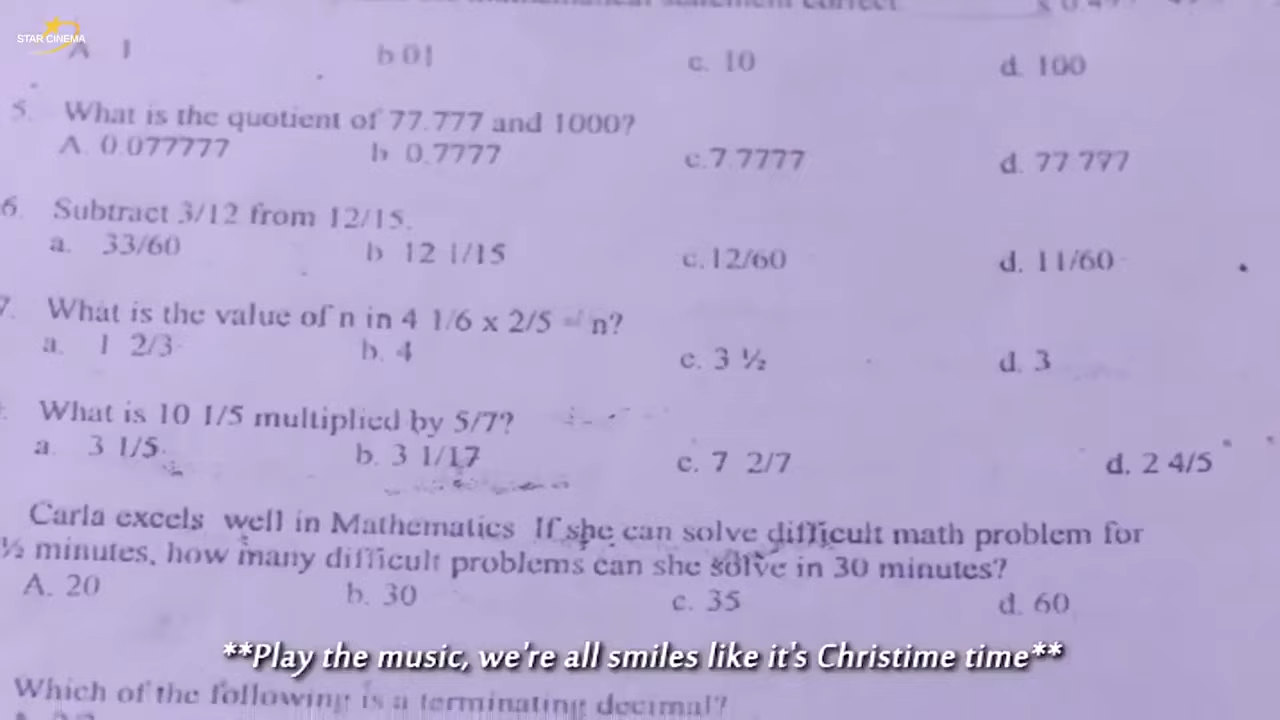 STAR CINEMA
mathematical statement correct
A 1 b 01 c. 10 d. 100
5. What is the quotient of 77.777 and 1000?
A. 0.077777 b 0.7777 c.7.7777 d. 77 777
6. Subtract 3/12 from 12/15.
a. 33/60 b 12 1/15 c.12/60 d. 11/60
7. What is the value of n in 4 1/6 x 2/5 = n?
a. 1 2/3 b. 4 c. 3 ½ d. 3
What is 10 1/5 multiplied by 5/7?
a. 3 1/5 b. 3 1/17 c. 7 2/7 d. 2 4/5
Carla excels well in Mathematics If she can solve difficult math problem for
½ minutes, how many difficult problems can she solve in 30 minutes?
A. 20 b. 30 c. 35 d. 60
**Play the music, we're all smiles like it's Christime time**
Which of the following is a terminating decimal?